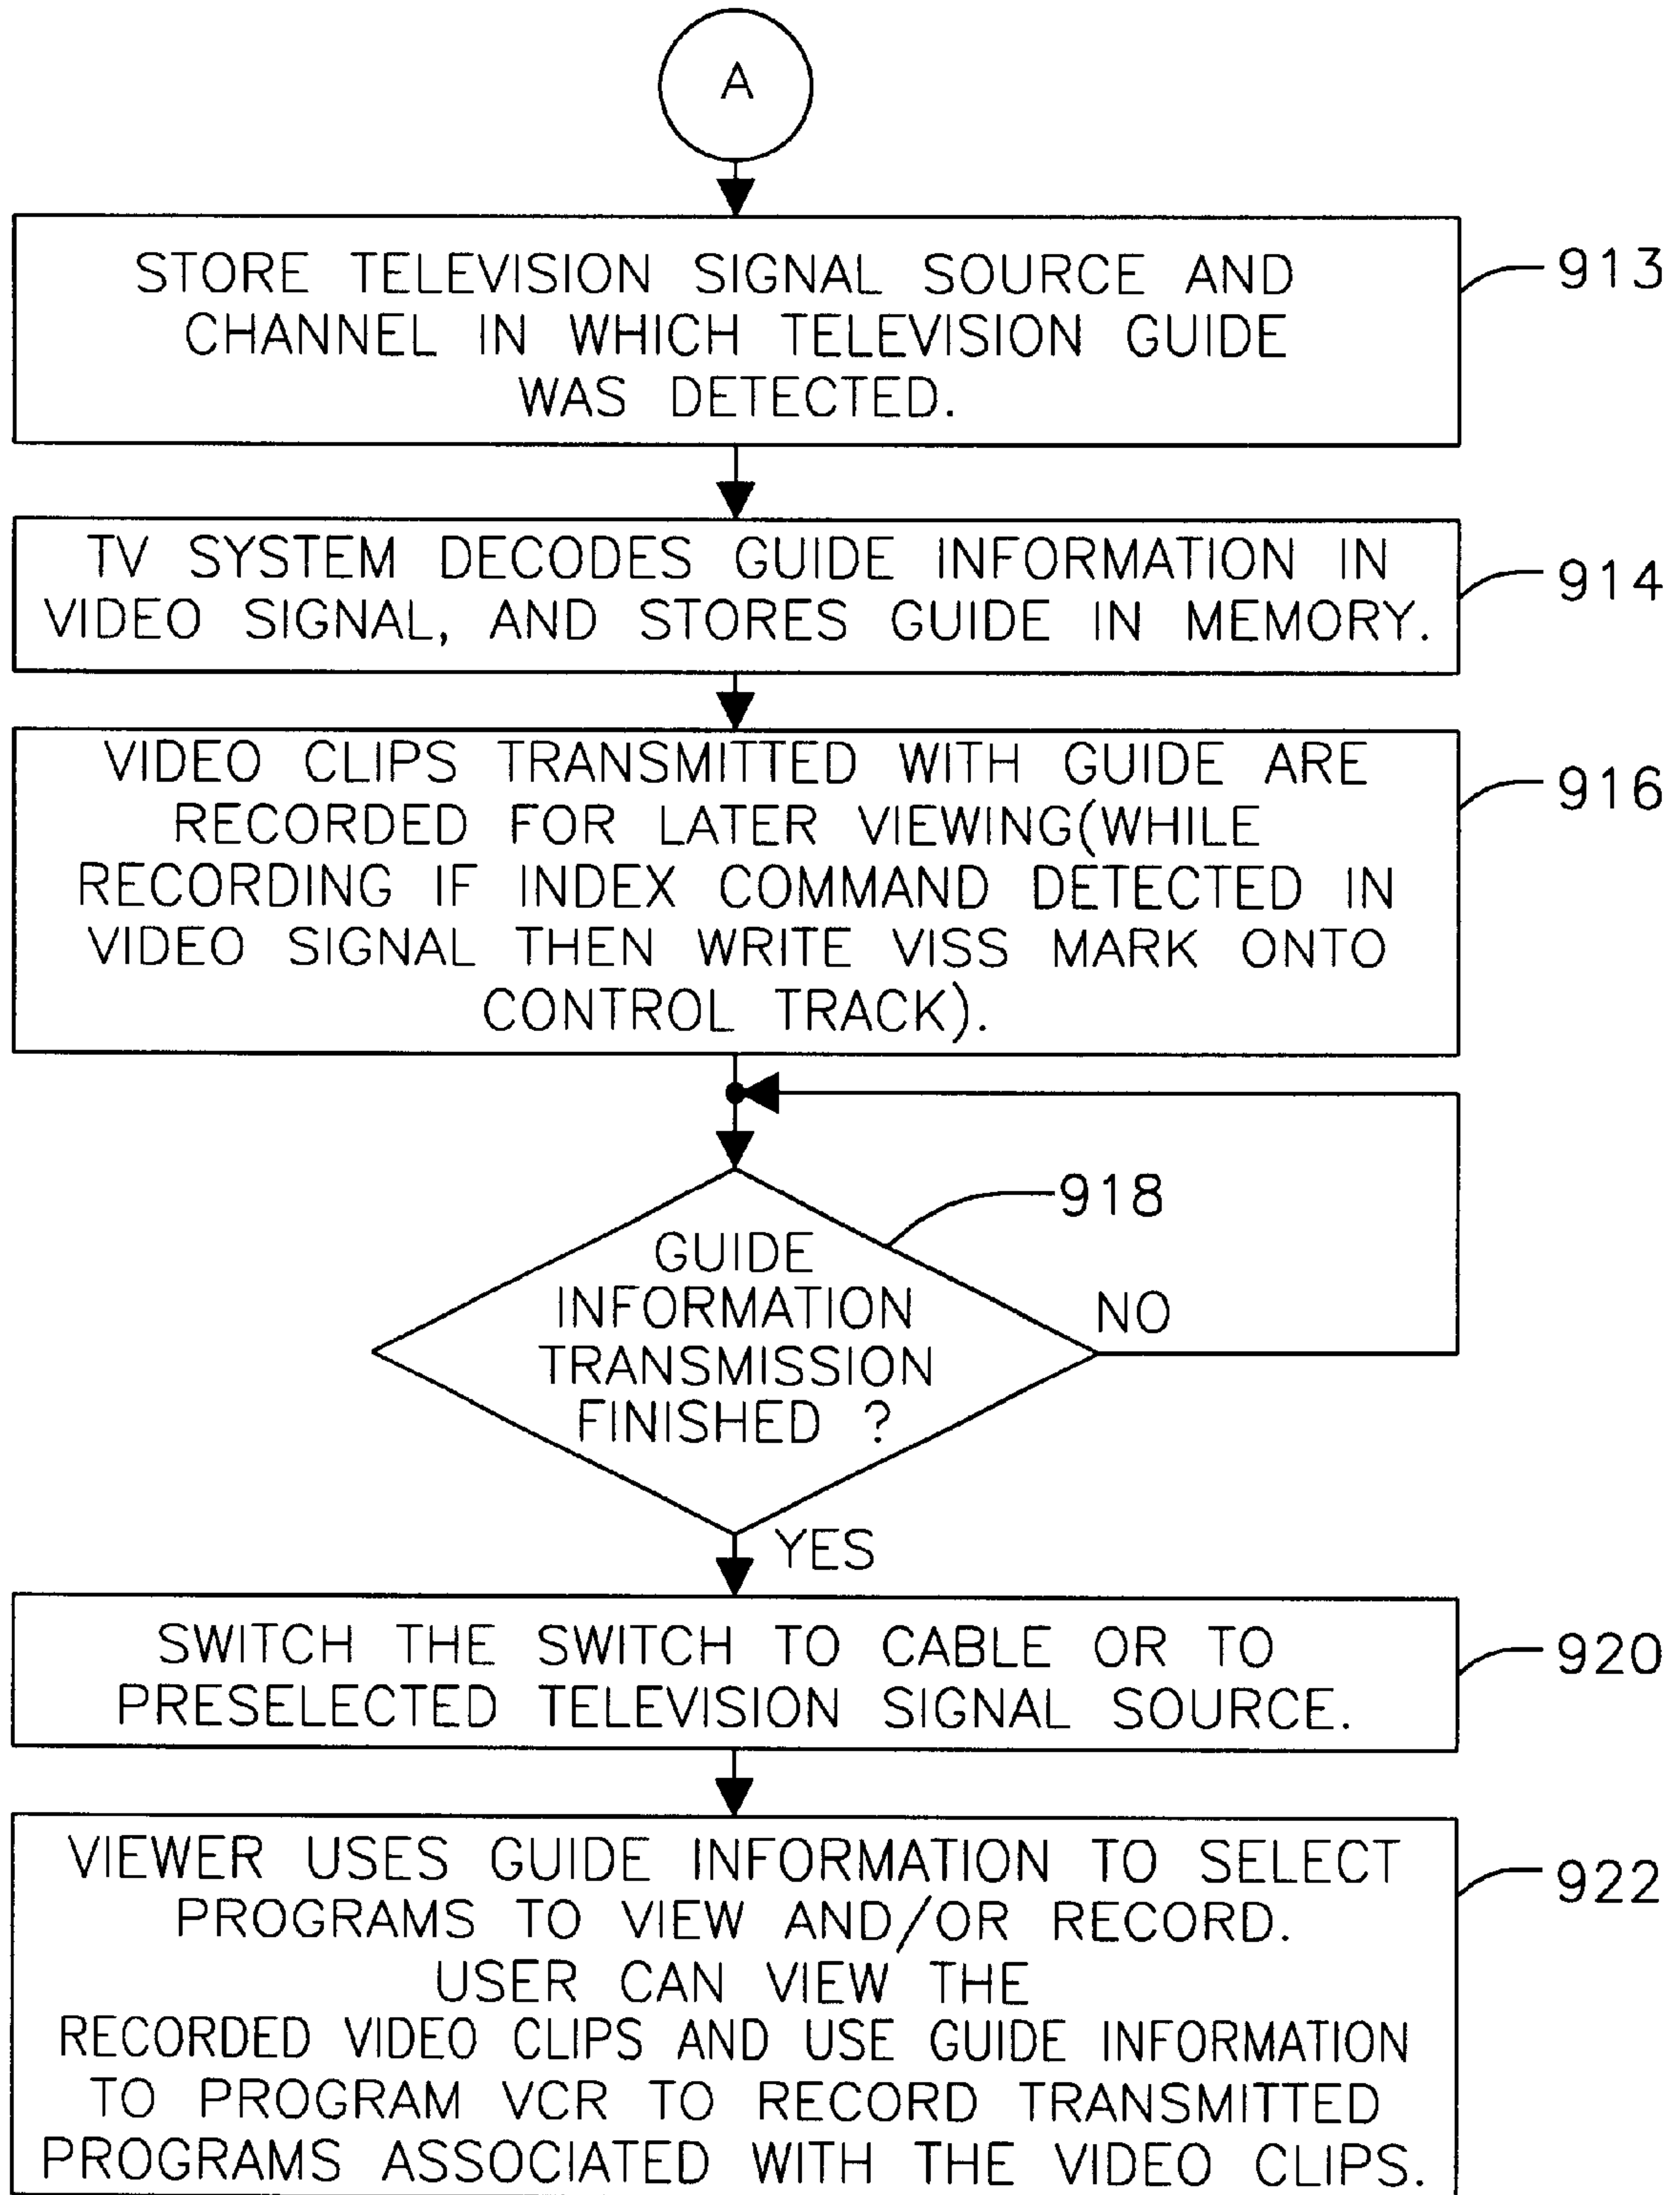 A
STORE TELEVISION SIGNAL SOURCE AND
CHANNEL IN WHICH TELEVISION GUIDE
WAS DETECTED.
913
TV SYSTEM DECODES GUIDE INFORMATION IN
VIDEO SIGNAL, AND STORES GUIDE IN MEMORY.
914
VIDEO CLIPS TRANSMITTED WITH GUIDE ARE
RECORDED FOR LATER VIEWING(WHILE
RECORDING IF INDEX COMMAND DETECTED IN
VIDEO SIGNAL THEN WRITE VISS MARK ONTO
CONTROL TRACK).
916
918
GUIDE
INFORMATION
TRANSMISSION
FINISHED ?
NO
YES
SWITCH THE SWITCH TO CABLE OR TO
PRESELECTED TELEVISION SIGNAL SOURCE.
920
VIEWER USES GUIDE INFORMATION TO SELECT
PROGRAMS TO VIEW AND/OR RECORD.
USER CAN VIEW THE
RECORDED VIDEO CLIPS AND USE GUIDE INFORMATION
TO PROGRAM VCR TO RECORD TRANSMITTED
PROGRAMS ASSOCIATED WITH THE VIDEO CLIPS.
922